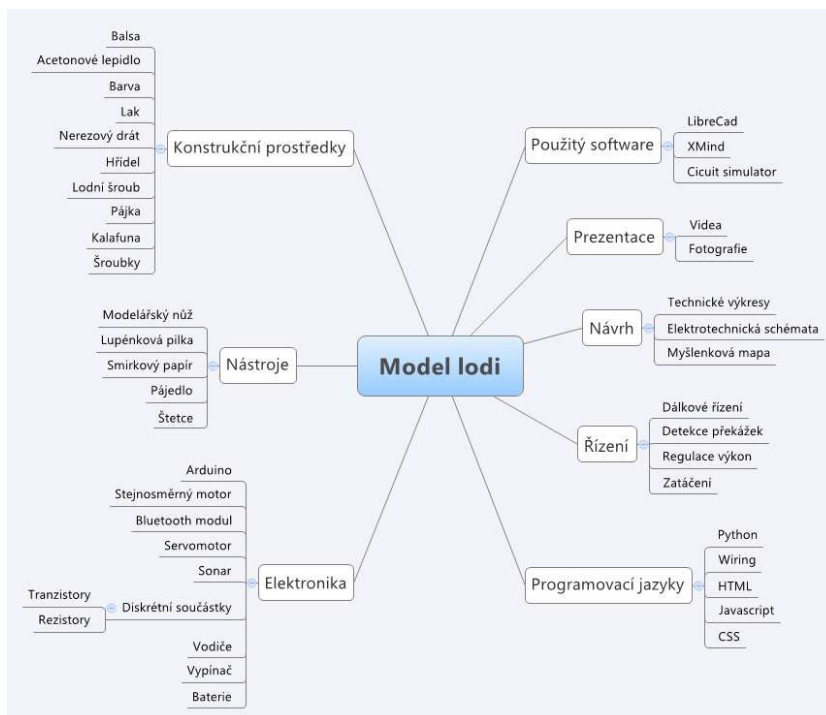 Model lodi
Konstrukční prostředky
Balsa
Acetonové lepidlo
Barva
Lak
Nerezový drát
Hřídel
Lodní šroub
Pájka
Kalafuna
Šroubky
Nástroje
Modelářský nůž
Lupénková pilka
Smirkový papír
Pájedlo
Štetce
Elektronika
Arduino
Stejnosměrný motor
Bluetooth modul
Servomotor
Sonar
Diskrétní součástky
Tranzistory
Rezistory
Vodiče
Vypínač
Baterie
Použitý software
LibreCad
XMind
Cicuit simulator
Prezentace
Videa
Fotografie
Návrh
Technické výkresy
Elektrotechnická schémata
Myšlenková mapa
Řízení
Dálkové řízení
Detekce překážek
Regulace výkon
Zatáčení
Programovací jazyky
Python
Wiring
HTML
Javascript
CSS